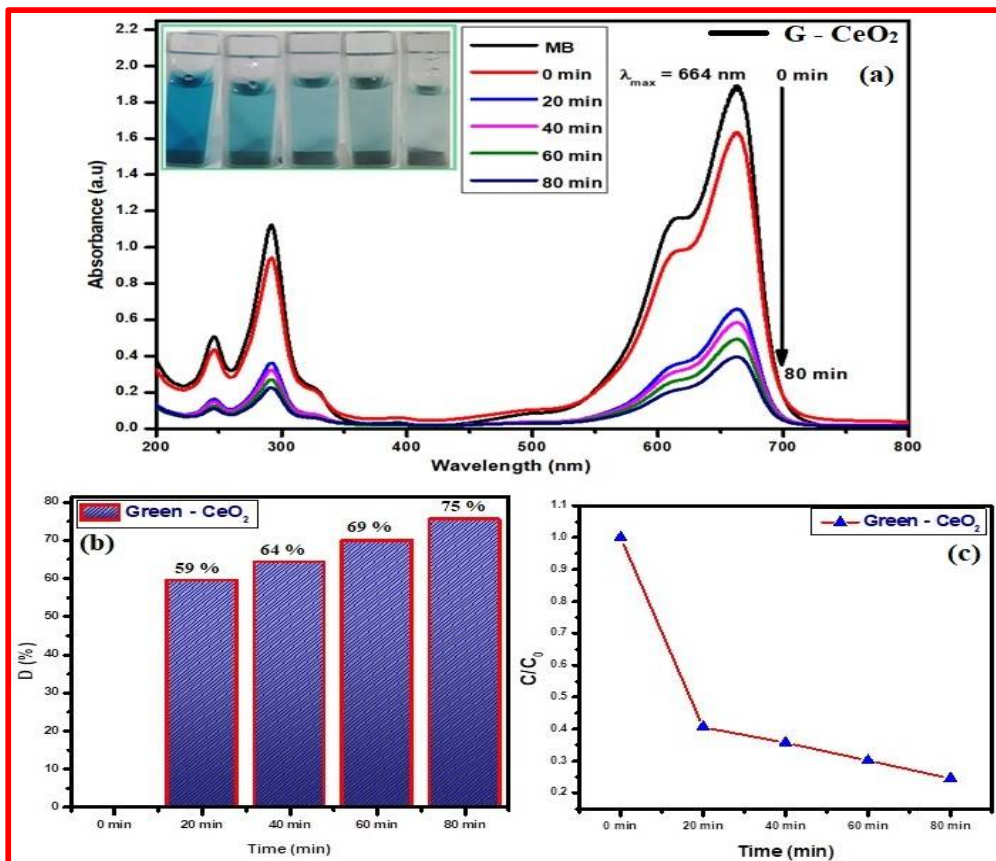 G - CeO₂
(a)
MB
0 min
20 min
40 min
60 min
80 min
λmax = 664 nm
0 min
80 min
Absorbance (a.u)
2.2
2.0
1.8
1.6
1.4
1.2
1.0
0.8
0.6
0.4
0.2
0.0
200 300 400 500 600 700 800
Wavelength (nm)
(b)
Green - CeO₂
59 %
64 %
69 %
75 %
D (%)
80
70
60
50
40
30
20
10
0
0 min 20 min 40 min 60 min 80 min
Time (min)
(c)
Green - CeO₂
C/C₀
1.1
1.0
0.9
0.8
0.7
0.6
0.5
0.4
0.3
0.2
0 min 20 min 40 min 60 min 80 min
Time (min)